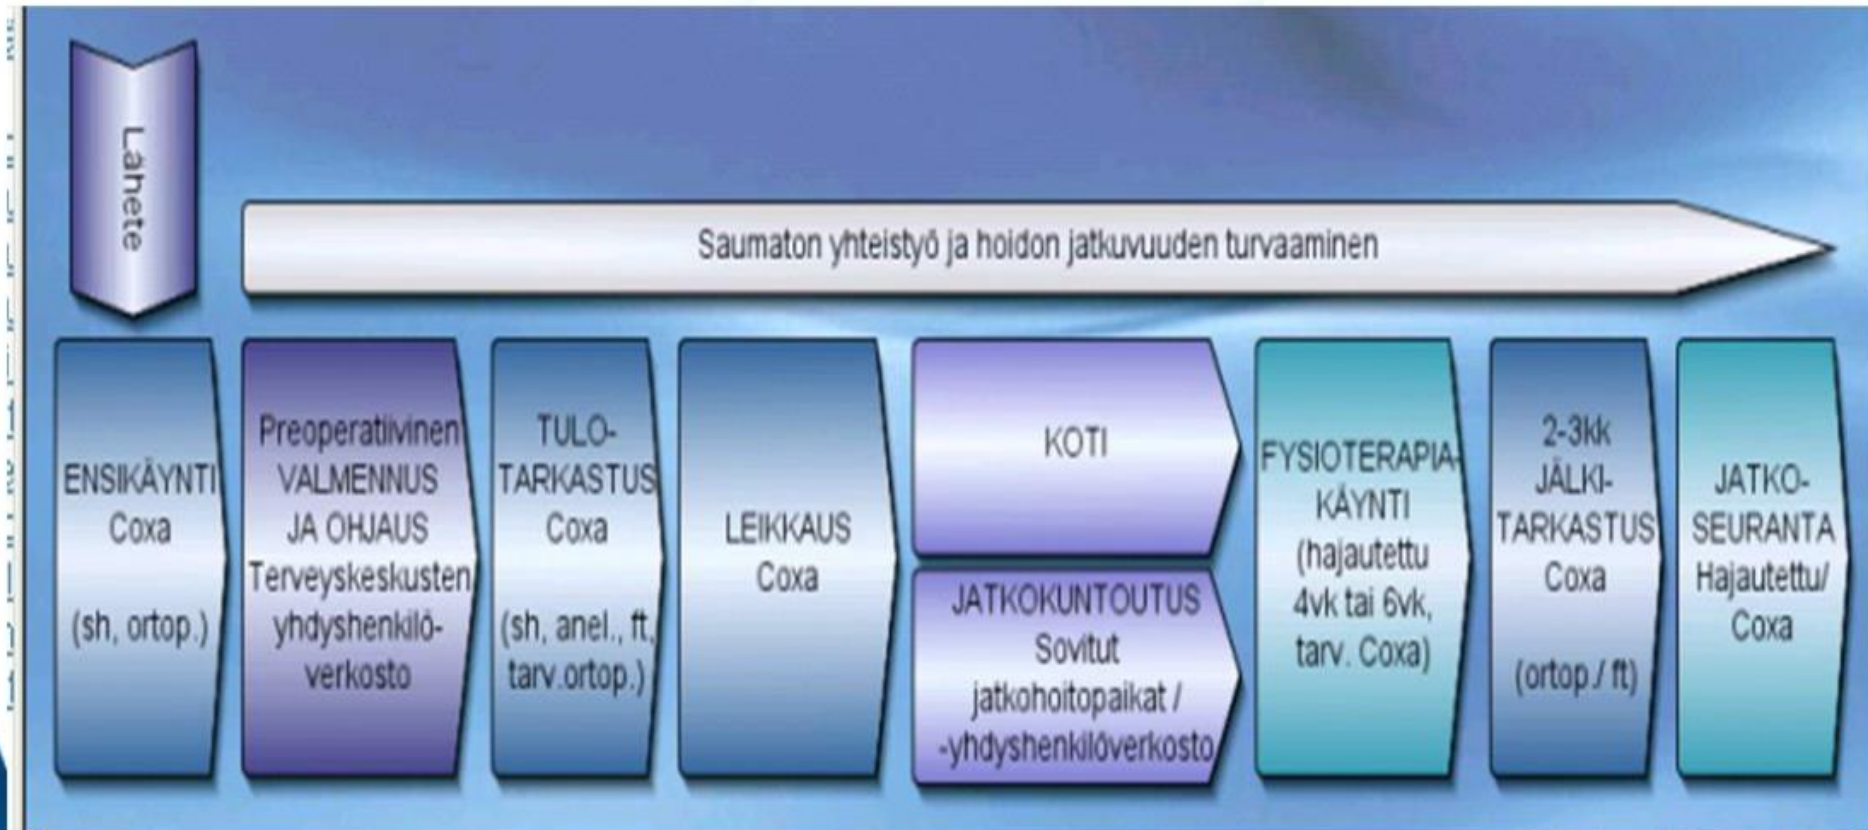 Lähete
Saumaton yhteistyö ja hoidon jatkuvuuden turvaaminen
ENSIKÄYNTI
Coxa
(sh, ortop.)
Preoperatiivinen
VALMENNUS
JA OHJAUS
Terveyskeskusten
yhdyshenkilö-
verkosto
TULO-
TARKASTUS
Coxa
(sh, anel., ft,
tarv.ortop.)
LEIKKAUS
Coxa
KOTI
JATKOKUNTOUTUS
Sovitut
jatkohoitopaikat /
-yhdyshenkilöverkosto
FYSIOTERAPIA-
KÄYNTI
(hajautettu
4vk tai 6vk,
tarv. Coxa)
2-3kk
JÄLKI-
TARKASTUS
Coxa
(ortop./ ft)
JATKO-
SEURANTA
Hajautettu/
Coxa